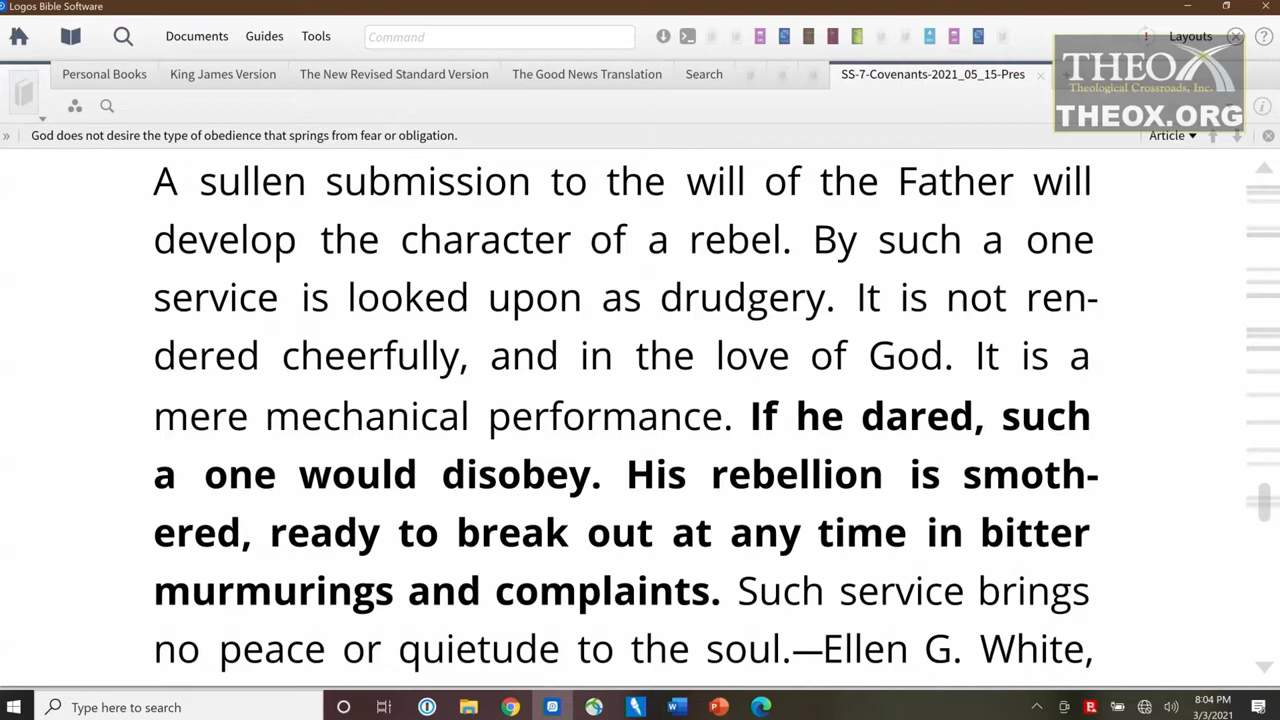 Logos Bible Software
Documents Guides Tools Command Layouts
Personal Books King James Version The New Revised Standard Version The Good News Translation Search SS-7-Covenants-2021_05_15-Pres
THEOX
Theological Crossroads, Inc.
THEOX.ORG
» God does not desire the type of obedience that springs from fear or obligation. Article
A sullen submission to the will of the Father will
develop the character of a rebel. By such a one
service is looked upon as drudgery. It is not ren-
dered cheerfully, and in the love of God. It is a
mere mechanical performance. If he dared, such
a one would disobey. His rebellion is smoth-
ered, ready to break out at any time in bitter
murmurings and complaints. Such service brings
no peace or quietude to the soul.—Ellen G. White,
Type here to search
8:04 PM
3/3/2021